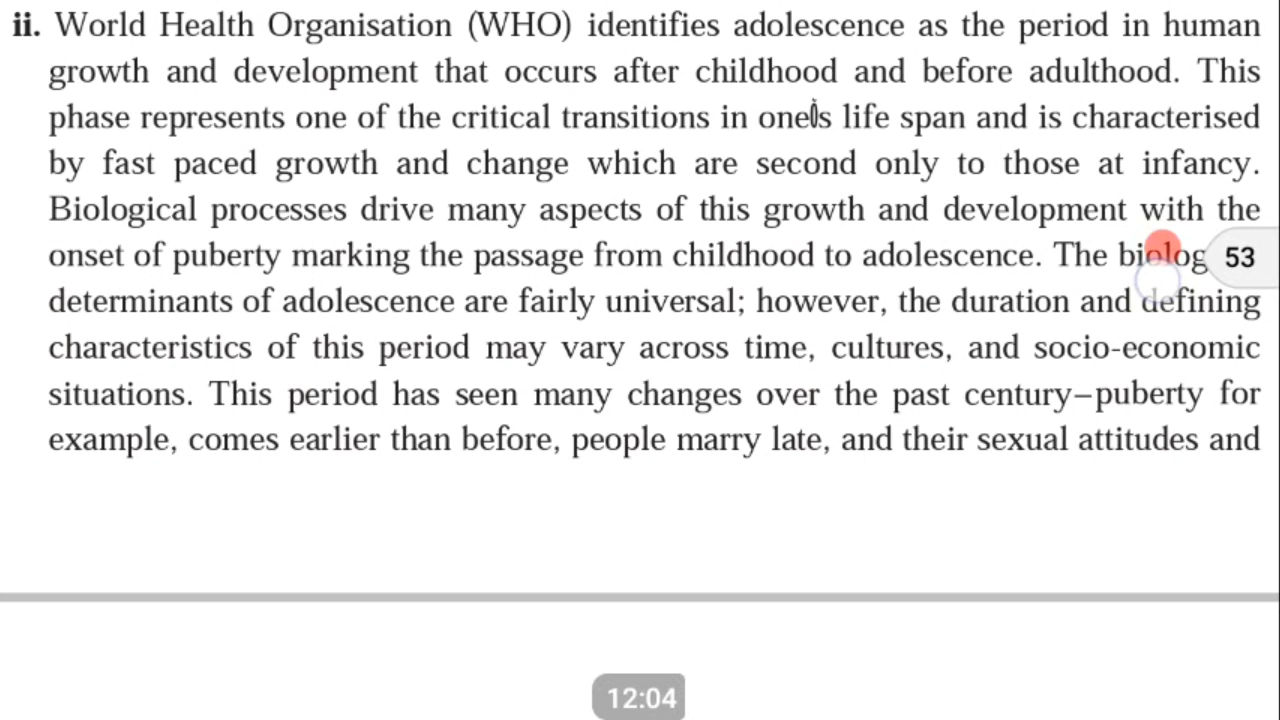 ii. World Health Organisation (WHO) identifies adolescence as the period in human
growth and development that occurs after childhood and before adulthood. This
phase represents one of the critical transitions in one's life span and is characterised
by fast paced growth and change which are second only to those at infancy.
Biological processes drive many aspects of this growth and development with the
onset of puberty marking the passage from childhood to adolescence. The biolog 53
determinants of adolescence are fairly universal; however, the duration and defining
characteristics of this period may vary across time, cultures, and socio-economic
situations. This period has seen many changes over the past century–puberty for
example, comes earlier than before, people marry late, and their sexual attitudes and
12:04